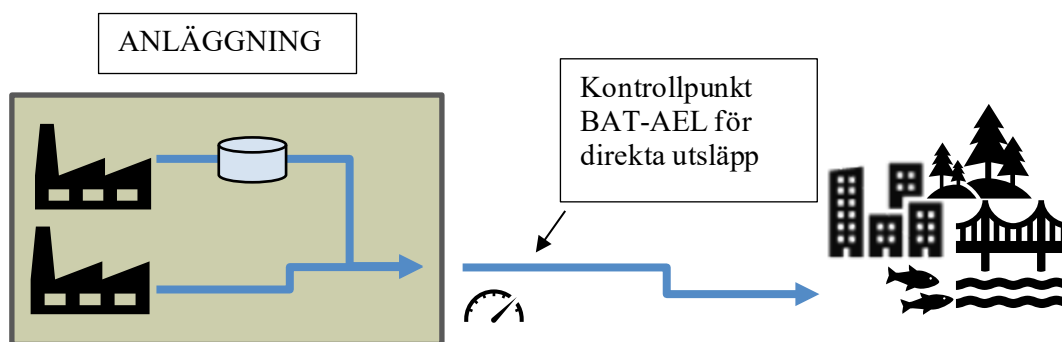 ANLÄGGNING
Kontrollpunkt
BAT-AEL för
direkta utsläpp